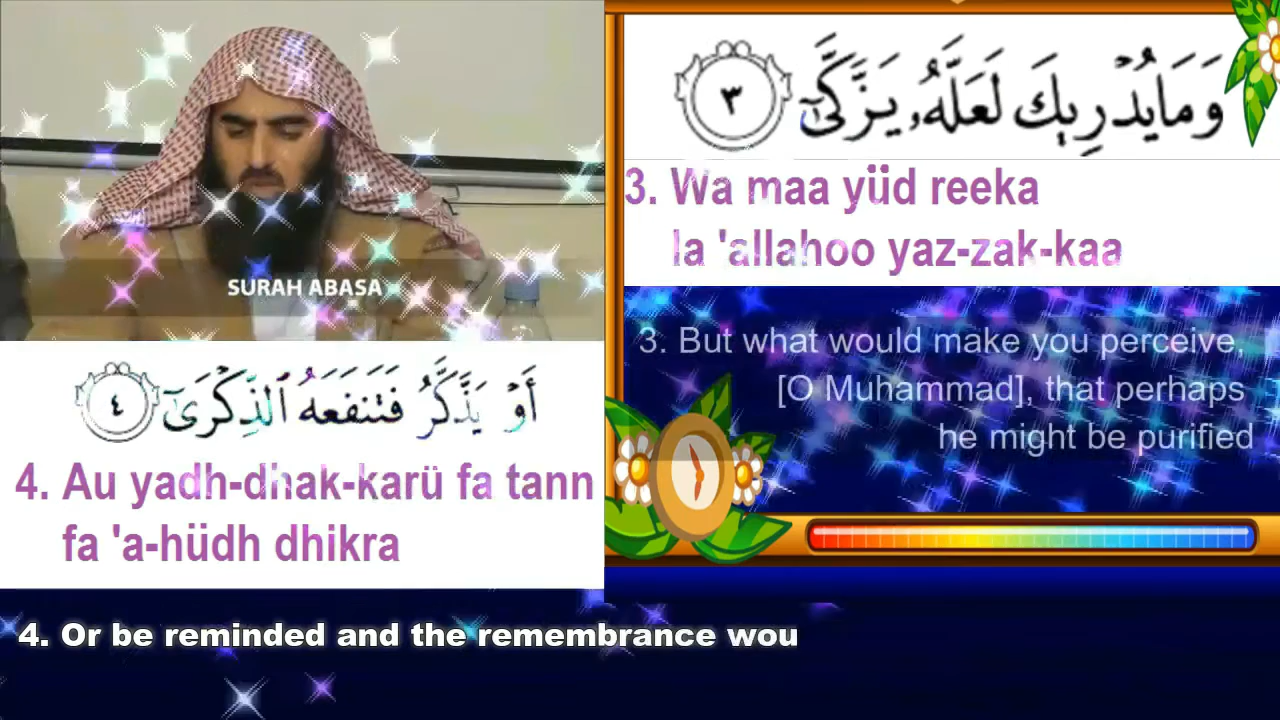 SURAH ABASA
وَمَا يُدْرِيكَ لَعَلَّهُۥ يَزَّكَّىٰٓ ٣
3. Wa maa yüd reeka
la 'allahoo yaz-zak-kaa
3. But what would make you perceive,
[O Muhammad], that perhaps
he might be purified
أَوْ يَذَّكَّرُ فَتَنفَعَهُ ٱلذِّكْرَىٰٓ ٤
4. Au yadh-dhak-karü fa tann
fa 'a-hüdh dhikra
4. Or be reminded and the remembrance wou